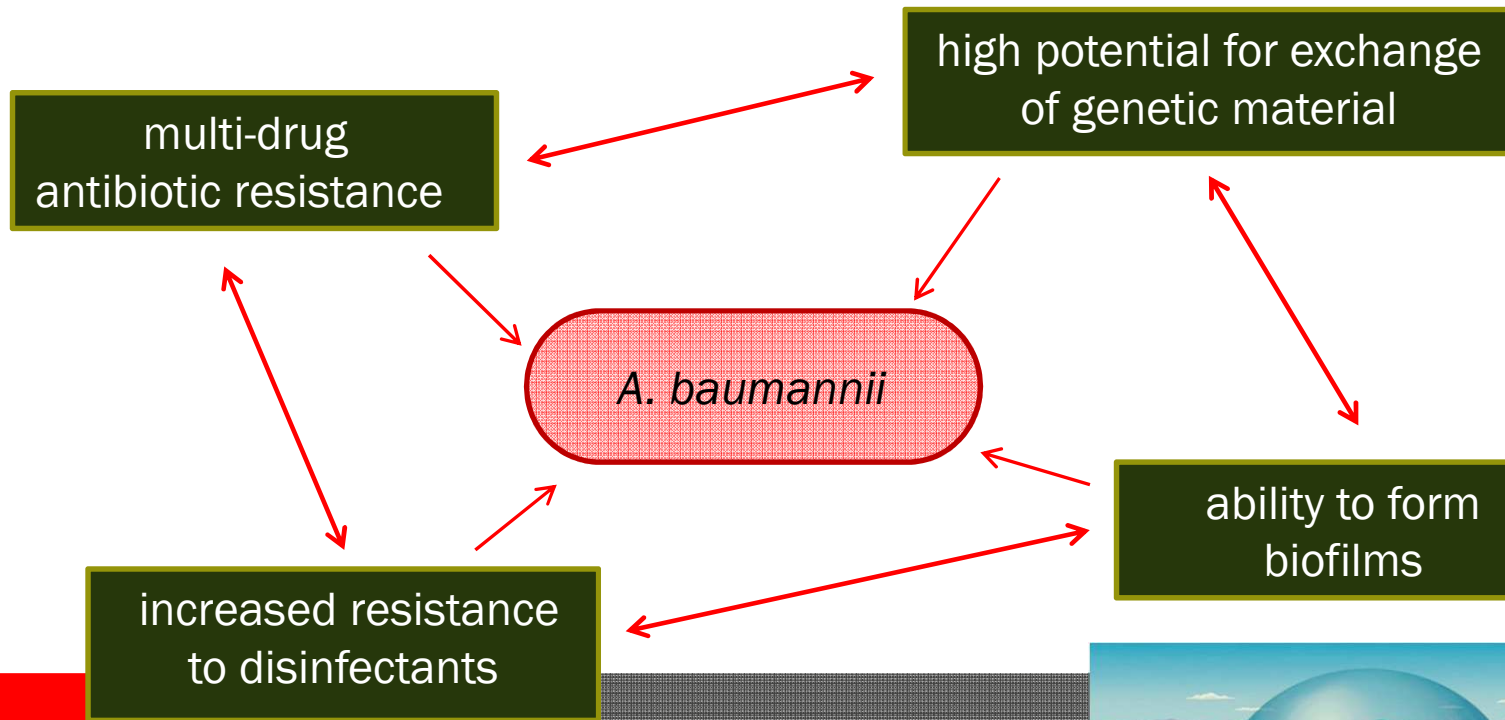 high potential for exchange
of genetic material
multi-drug
antibiotic resistance
A. baumannii
ability to form
biofilms
increased resistance
to disinfectants